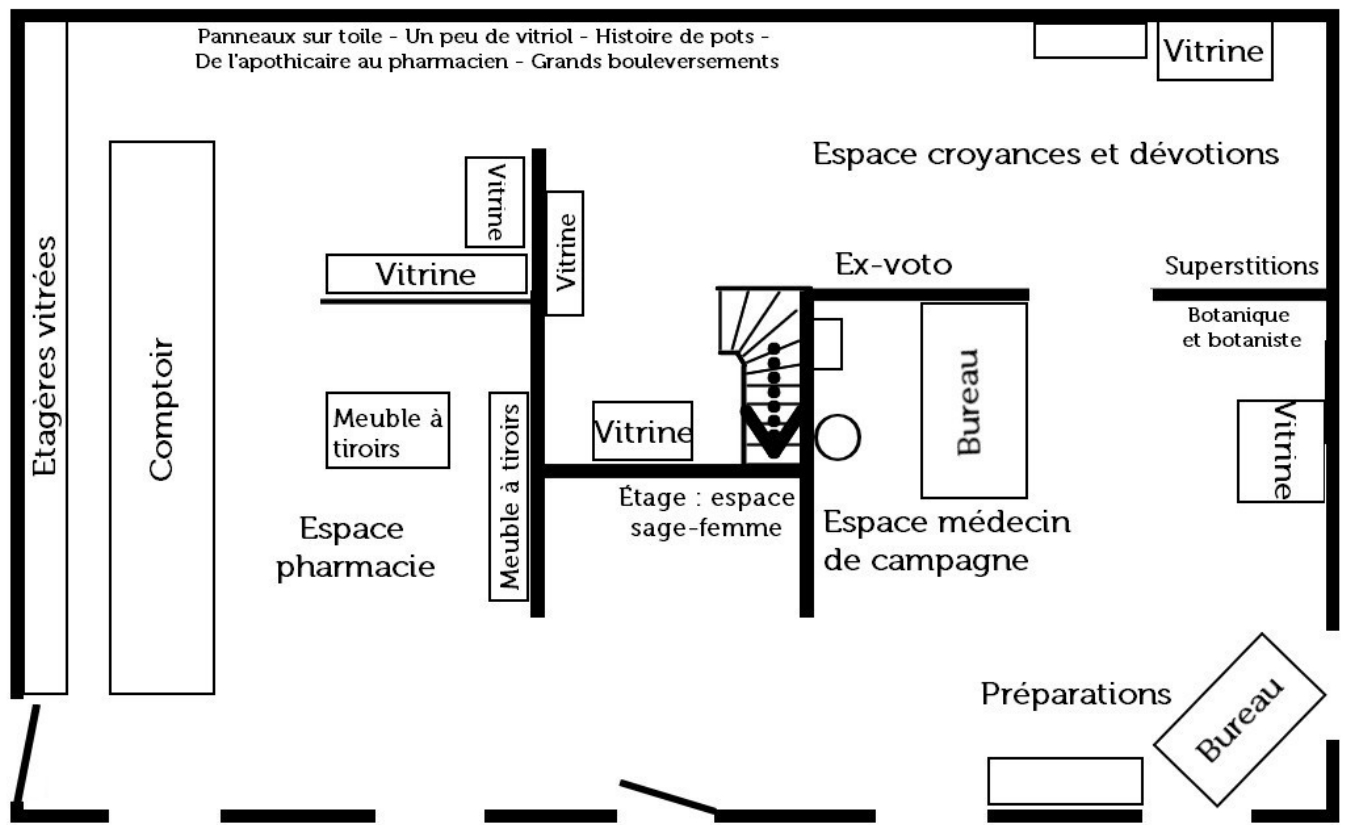 Panneaux sur toile - Un peu de vitriol - Histoire de pots -
De l'apothicaire au pharmacien - Grands bouleversements
Vitrine
Espace croyances et dévotions
Vitrine
Vitrine
Vitrine
Ex-voto
Superstitions
Botanique
et botaniste
Etagères vitrées
Comptoir
Meuble à
tiroirs
Meuble à tiroirs
Vitrine
Bureau
Vitrine
Étage : espace
sage-femme
Espace
pharmacie
Espace médecin
de campagne
Préparations
Bureau